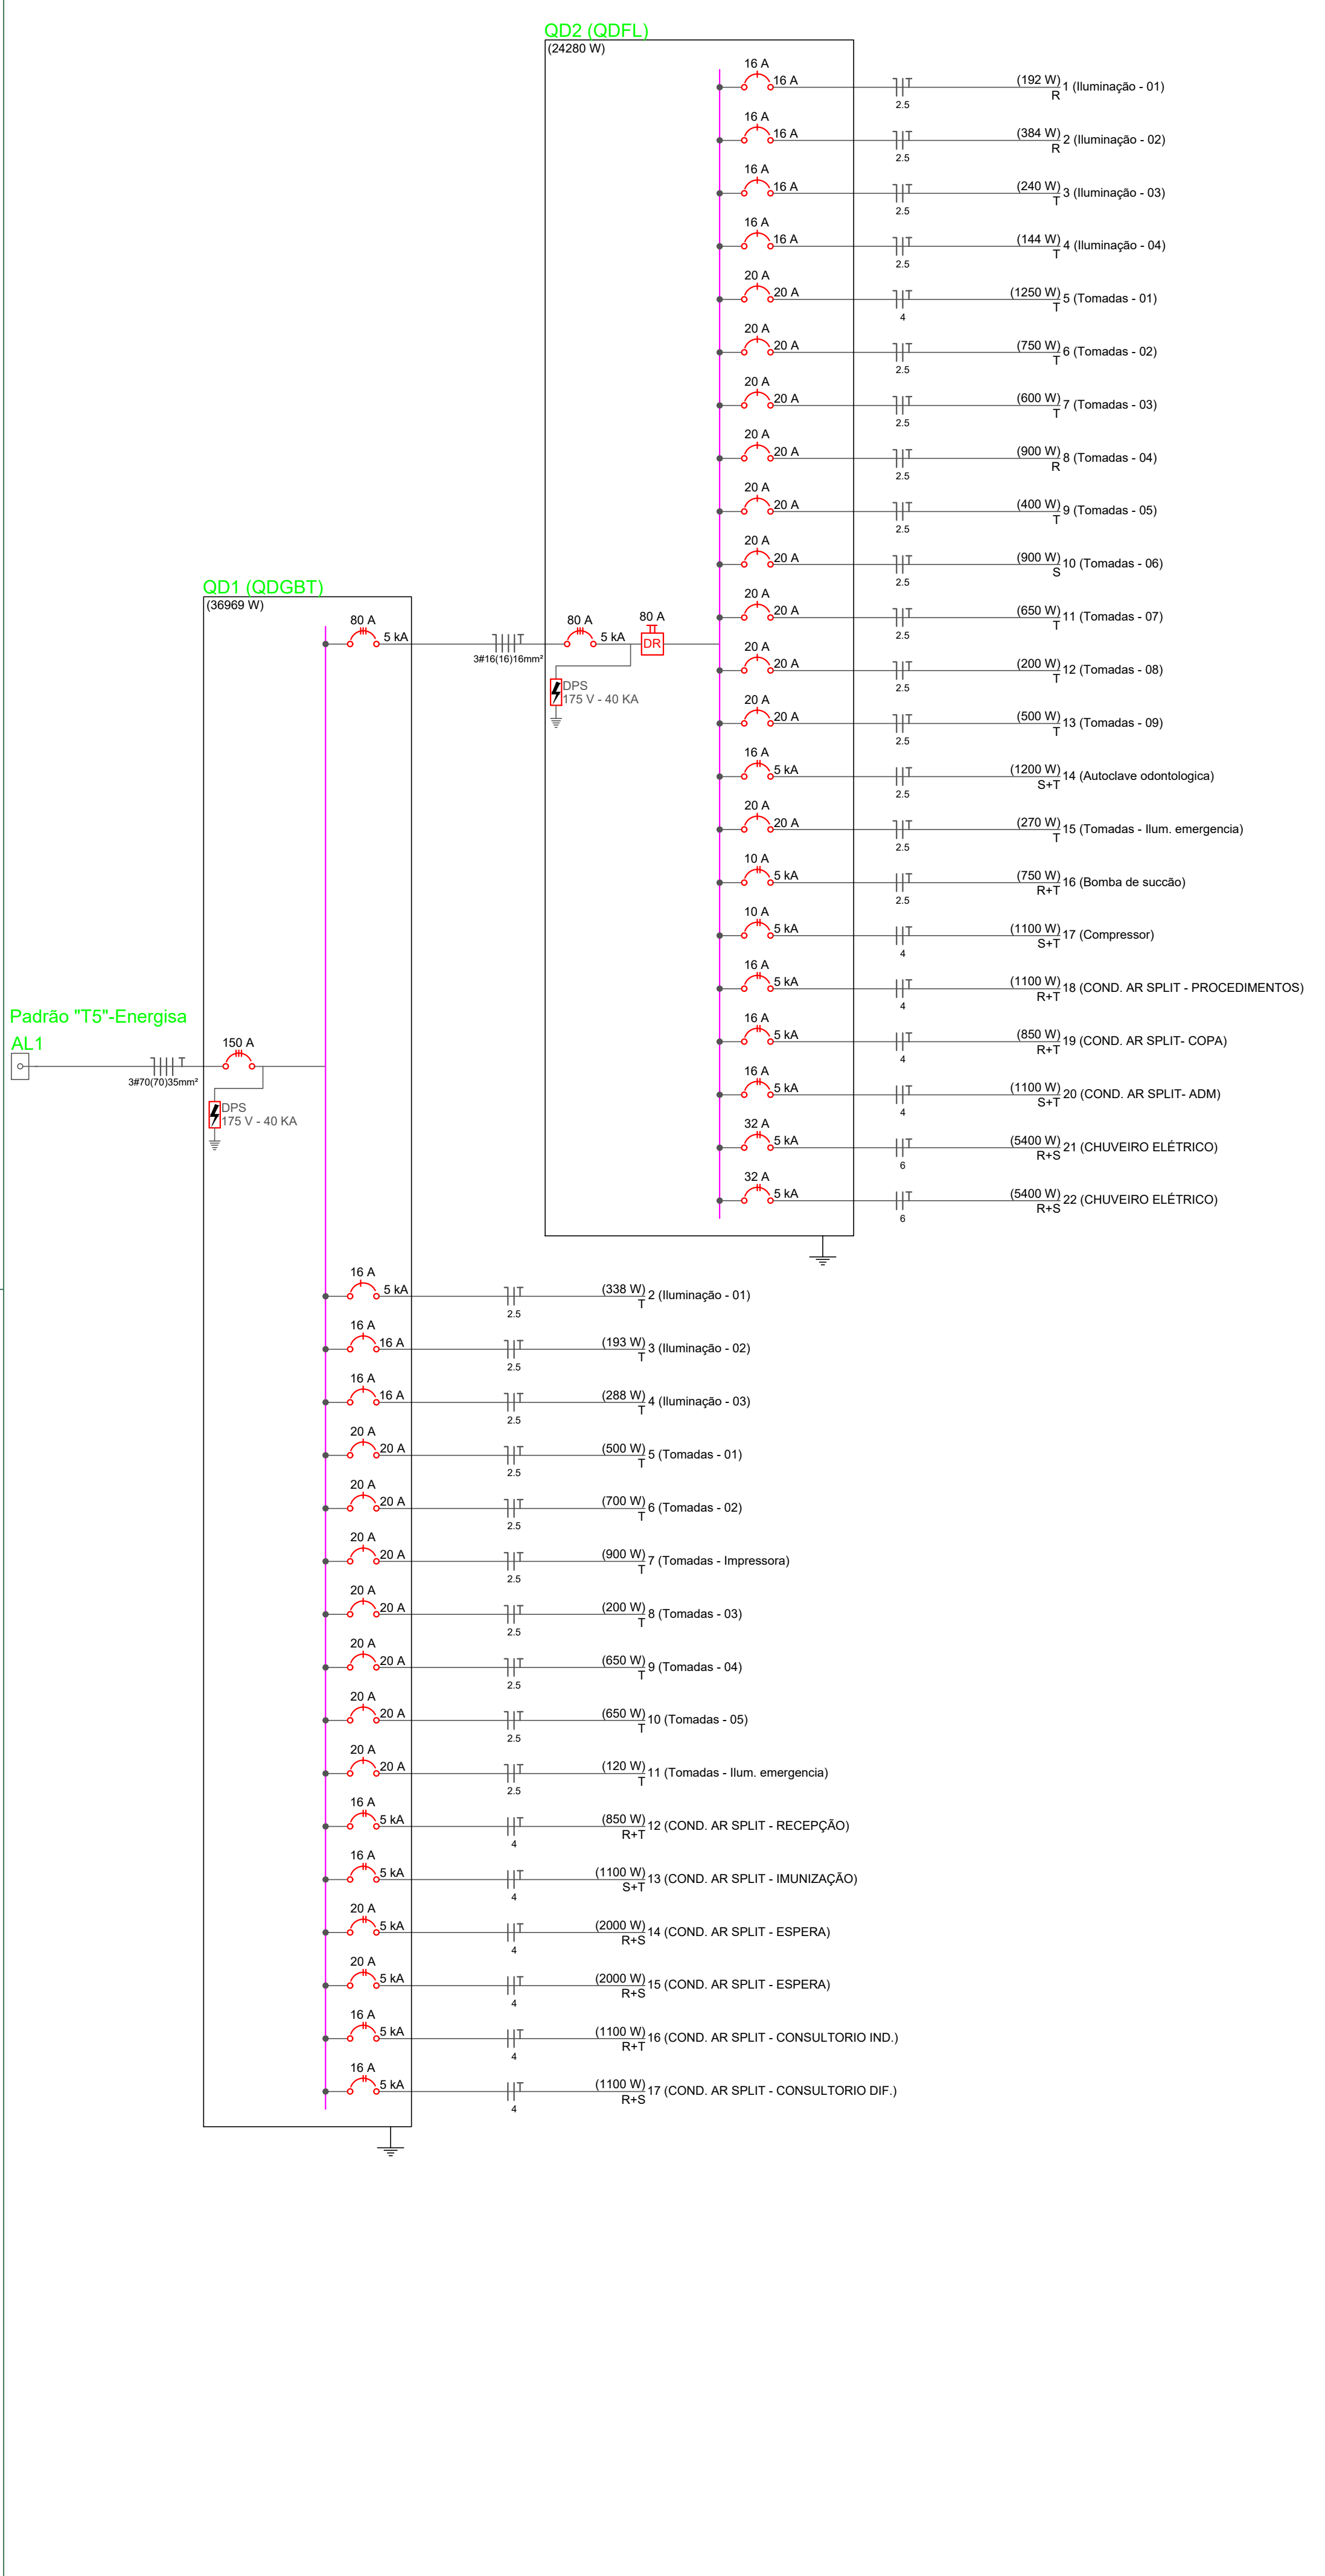 QD2 (QDFL)
(24280 W)
16 A
16 A
2.5
(192 W)
R
1 (Iluminação - 01)
16 A
16 A
2.5
(384 W)
R
2 (Iluminação - 02)
16 A
16 A
2.5
(240 W)
T
3 (Iluminação - 03)
16 A
16 A
2.5
(144 W)
T
4 (Iluminação - 04)
20 A
20 A
4
(1250 W)
T
5 (Tomadas - 01)
20 A
20 A
2.5
(750 W)
T
6 (Tomadas - 02)
20 A
20 A
2.5
(600 W)
T
7 (Tomadas - 03)
20 A
20 A
2.5
(900 W)
R
8 (Tomadas - 04)
20 A
20 A
2.5
(400 W)
T
9 (Tomadas - 05)
20 A
20 A
2.5
(900 W)
S
10 (Tomadas - 06)
20 A
20 A
2.5
(650 W)
T
11 (Tomadas - 07)
20 A
20 A
2.5
(200 W)
T
12 (Tomadas - 08)
20 A
20 A
2.5
(500 W)
T
13 (Tomadas - 09)
16 A
5 kA
2.5
(1200 W)
S+T
14 (Autoclave odontologica)
20 A
20 A
2.5
(270 W)
T
15 (Tomadas - Ilum. emergencia)
10 A
5 kA
2.5
(750 W)
R+T
16 (Bomba de succão)
10 A
5 kA
4
(1100 W)
S+T
17 (Compressor)
16 A
5 kA
4
(1100 W)
R+T
18 (COND. AR SPLIT - PROCEDIMENTOS)
16 A
5 kA
4
(850 W)
R+T
19 (COND. AR SPLIT- COPA)
16 A
5 kA
4
(1100 W)
S+T
20 (COND. AR SPLIT- ADM)
32 A
5 kA
6
(5400 W)
R+S
21 (CHUVEIRO ELÉTRICO)
32 A
5 kA
6
(5400 W)
R+S
22 (CHUVEIRO ELÉTRICO)
QD1 (QDGBT)
(36969 W)
80 A
5 kA
3#16(16)16mm²
80 A
5 kA
80 A
DR
DPS
175 V - 40 KA
Padrão "T5"-Energisa
AL1
3#70(70)35mm²
150 A
DPS
175 V - 40 KA
16 A
5 kA
2.5
(338 W)
T
2 (Iluminação - 01)
16 A
16 A
2.5
(193 W)
T
3 (Iluminação - 02)
16 A
16 A
2.5
(288 W)
T
4 (Iluminação - 03)
20 A
20 A
2.5
(500 W)
T
5 (Tomadas - 01)
20 A
20 A
2.5
(700 W)
T
6 (Tomadas - 02)
20 A
20 A
2.5
(900 W)
T
7 (Tomadas - Impressora)
20 A
20 A
2.5
(200 W)
T
8 (Tomadas - 03)
20 A
20 A
2.5
(650 W)
T
9 (Tomadas - 04)
20 A
20 A
2.5
(650 W)
T
10 (Tomadas - 05)
20 A
20 A
2.5
(120 W)
T
11 (Tomadas - Ilum. emergencia)
16 A
5 kA
4
(850 W)
R+T
12 (COND. AR SPLIT - RECEPÇÃO)
16 A
5 kA
4
(1100 W)
S+T
13 (COND. AR SPLIT - IMUNIZAÇÃO)
20 A
5 kA
4
(2000 W)
R+S
14 (COND. AR SPLIT - ESPERA)
20 A
5 kA
4
(2000 W)
R+S
15 (COND. AR SPLIT - ESPERA)
16 A
5 kA
4
(1100 W)
R+T
16 (COND. AR SPLIT - CONSULTORIO IND.)
16 A
5 kA
4
(1100 W)
R+S
17 (COND. AR SPLIT - CONSULTORIO DIF.)